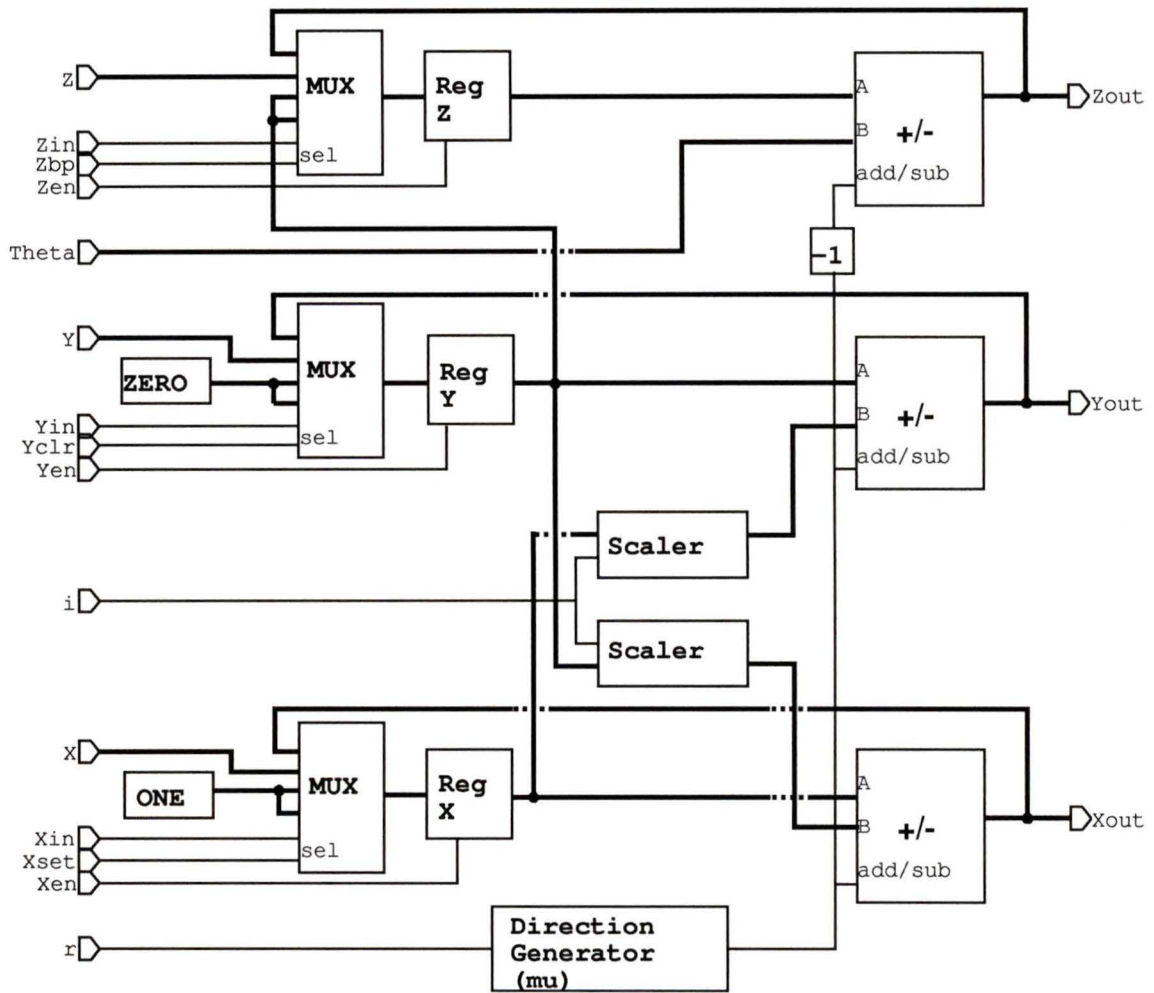 Z
MUX
Reg
Z
A
Zout
Zin
B
+/-
Zbp
sel
Zen
add/sub
Theta
-1
Y
MUX
Reg
Y
A
ZERO
Yout
B
+/-
Yin
Yclr
sel
add/sub
Yen
Scaler
i
Scaler
X
MUX
Reg
X
A
ONE
Xout
B
+/-
Xin
Xset
sel
add/sub
Xen
Direction
Generator
(mu)
r